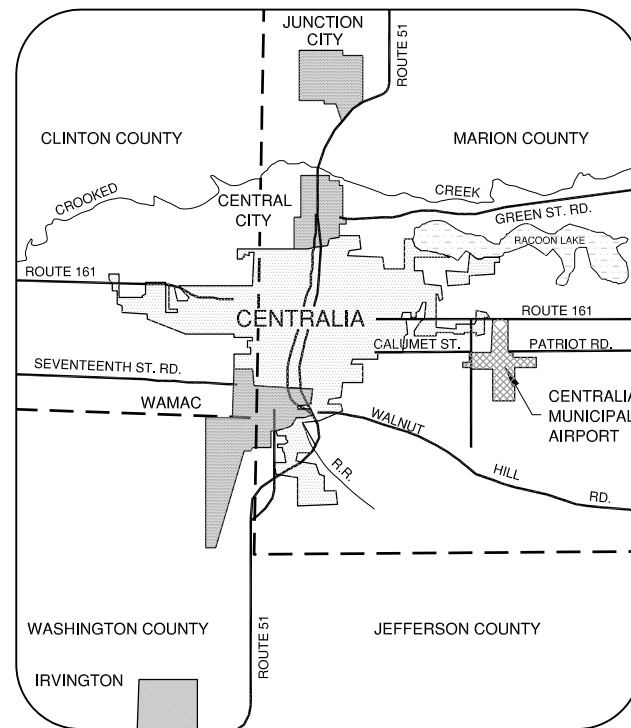 JUNCTION
CITY
ROUTE 51
CLINTON COUNTY
MARION COUNTY
CROOKED
CREEK
CENTRAL
CITY
GREEN ST. RD.
RACOON LAKE
ROUTE 161
CENTRALIA
ROUTE 161
CALUMET ST.
PATRIOT RD.
SEVENTEENTH ST. RD.
WAMAC
CENTRALIA
MUNICIPAL
AIRPORT
WALNUT
HILL
RD.
R.R.
WASHINGTON COUNTY
JEFFERSON COUNTY
ROUTE 51
IRVINGTON